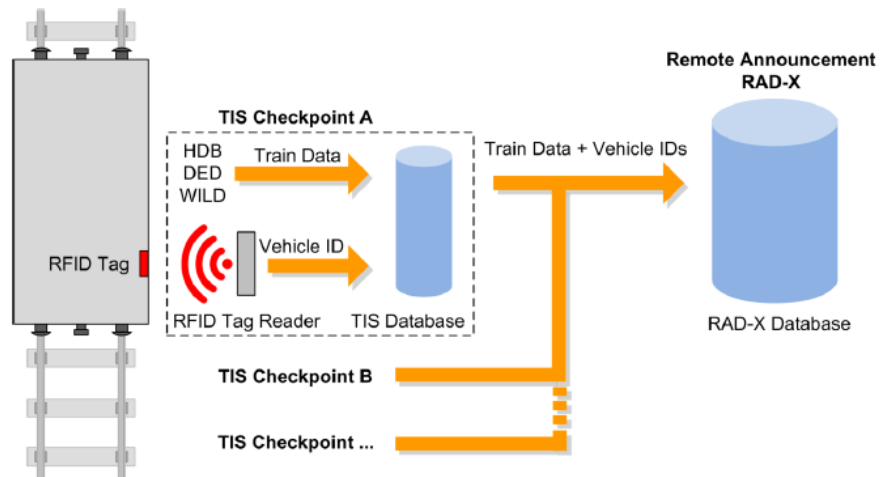 Remote Announcement
RAD-X
TIS Checkpoint A
HDB
DED
WILD
Train Data
Train Data + Vehicle IDs
RFID Tag
Vehicle ID
RFID Tag Reader
TIS Database
RAD-X Database
TIS Checkpoint B
TIS Checkpoint ...